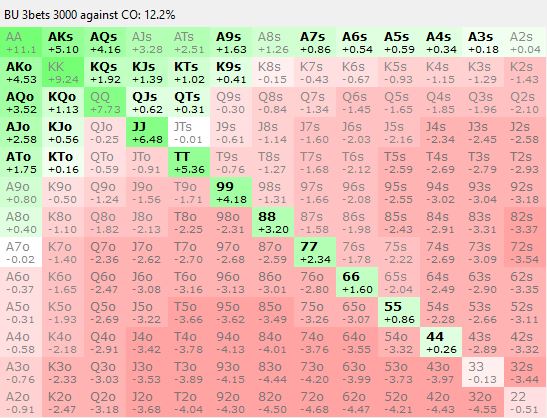 BU 3bets 3000 against CO: 12.2%
AA AKs AQs AJs ATs A9s A8s A7s A6s A5s A4s A3s A2s
+11.1 +5.10 +4.16 +3.28 +2.51 +1.63 +1.26 +0.86 +0.54 +0.59 +0.34 +0.18 +0.04
AKo KK KQs KJs KTs K9s K8s K7s K6s K5s K4s K3s K2s
+4.53 +9.24 +1.92 +1.39 +1.02 +0.41 -0.15 -0.43 -0.67 -0.93 -1.15 -1.29 -1.43
AQo KQo QQ QJs QTs Q9s Q8s Q7s Q6s Q5s Q4s Q3s Q2s
+3.52 +1.13 +7.73 +0.62 +0.31 -0.30 -0.84 -1.34 -1.45 -1.65 -1.85 -1.96 -2.10
AJo KJo QJo JJ JTs J9s J8s J7s J6s J5s J4s J3s J2s
+2.58 +0.56 -0.25 +6.48 -0.01 -0.61 -1.14 -1.60 -2.03 -2.16 -2.34 -2.45 -2.58
ATo KTo QTo JTo TT T9s T8s T7s T6s T5s T4s T3s T2s
+1.75 +0.16 -0.59 -0.91 +5.36 -0.76 -1.27 -1.68 -2.12 -2.59 -2.69 -2.79 -2.93
A9o K9o Q9o J9o T9o 99 98s 97s 96s 95s 94s 93s 92s
+0.80 -0.50 -1.24 -1.56 -1.71 +4.18 -1.31 -1.66 -2.08 -2.55 -3.02 -3.04 -3.18
A8o K8o Q8o J8o T8o 98o 88 87s 86s 85s 84s 83s 82s
+0.40 -1.10 -1.82 -2.13 -2.25 -2.31 +3.20 -1.58 -1.98 -2.43 -2.91 -3.31 -3.37
A7o K7o Q7o J7o T7o 97o 87o 77 76s 75s 74s 73s 72s
-0.02 -1.40 -2.36 -2.62 -2.70 -2.68 -2.59 +2.34 -1.78 -2.22 -2.69 -3.09 -3.54
A6o K6o Q6o J6o T6o 96o 86o 76o 66 65s 64s 63s 62s
-0.37 -1.65 -2.47 -3.08 -3.16 -3.13 -3.01 -2.80 +1.60 -2.04 -2.49 -2.90 -3.35
A5o K5o Q5o J5o T5o 95o 85o 75o 65o 55 54s 53s 52s
-0.31 -1.93 -2.69 -3.22 -3.66 -3.62 -3.49 -3.26 -3.07 +0.86 -2.28 -2.66 -3.11
A4o K4o Q4o J4o T4o 94o 84o 74o 64o 54o 44 43s 42s
-0.58 -2.18 -2.91 -3.42 -3.78 -4.13 -4.01 -3.76 -3.55 -3.32 +0.26 -2.89 -3.32
A3o K3o Q3o J3o T3o 93o 83o 73o 63o 53o 43o 33 32s
-0.76 -2.33 -3.03 -3.53 -3.89 -4.15 -4.44 -4.20 -3.99 -3.73 -3.97 -0.13 -3.44
A2o K2o Q2o J2o T2o 92o 82o 72o 62o 52o 42o 32o 22
-0.91 -2.47 -3.18 -3.68 -4.04 -4.30 -4.50 -4.68 -4.47 -4.21 -4.43 -4.55 -0.51